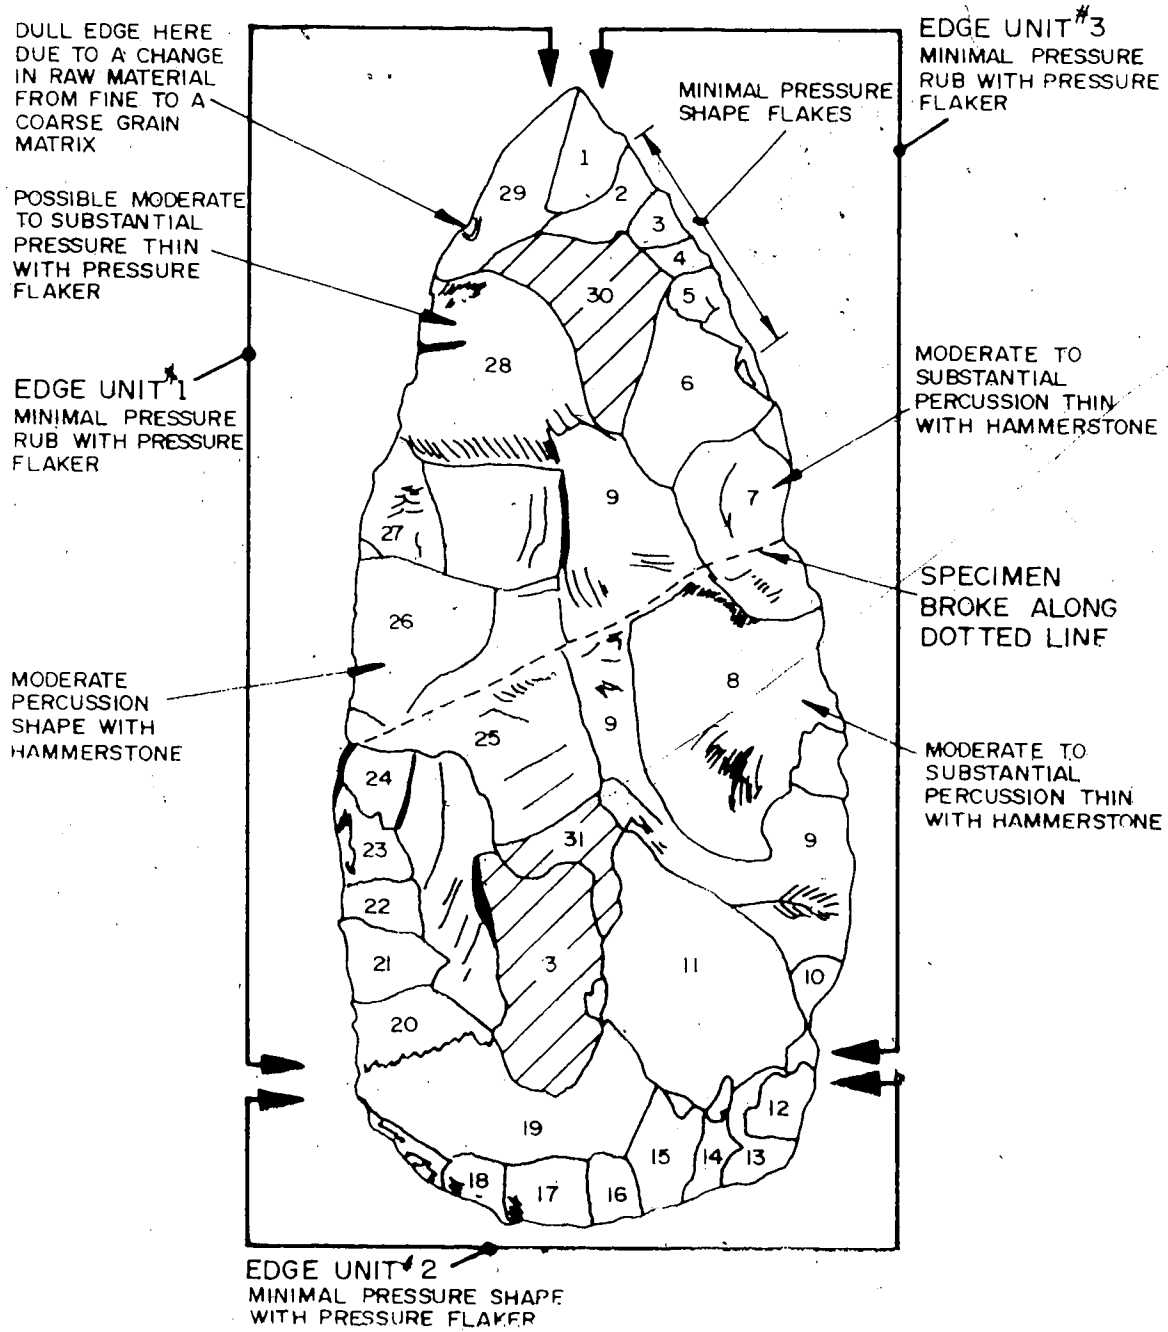 DULL EDGE HERE
DUE TO A CHANGE
IN RAW MATERIAL
FROM FINE TO A
COARSE GRAIN
MATRIX
POSSIBLE MODERATE
TO SUBSTANTIAL
PRESSURE THIN
WITH PRESSURE
FLAKER
EDGE UNIT #1
MINIMAL PRESSURE
RUB WITH PRESSURE
FLAKER
MODERATE
PERCUSSION
SHAPE WITH
HAMMERSTONE
MINIMAL PRESSURE
SHAPE FLAKES
EDGE UNIT #3
MINIMAL PRESSURE
RUB WITH PRESSURE
FLAKER
MODERATE TO
SUBSTANTIAL
PERCUSSION THIN
WITH HAMMERSTONE
SPECIMEN
BROKE ALONG
DOTTED LINE
MODERATE TO
SUBSTANTIAL
PERCUSSION THIN
WITH HAMMERSTONE
1
29
2
3
4
30
5
28
6
9
7
27
26
8
9
25
24
31
23
9
22
21
3
11
10
20
12
19
15
14
13
18
17
16
EDGE UNIT # 2
MINIMAL PRESSURE SHAPE
WITH PRESSURE FLAKER